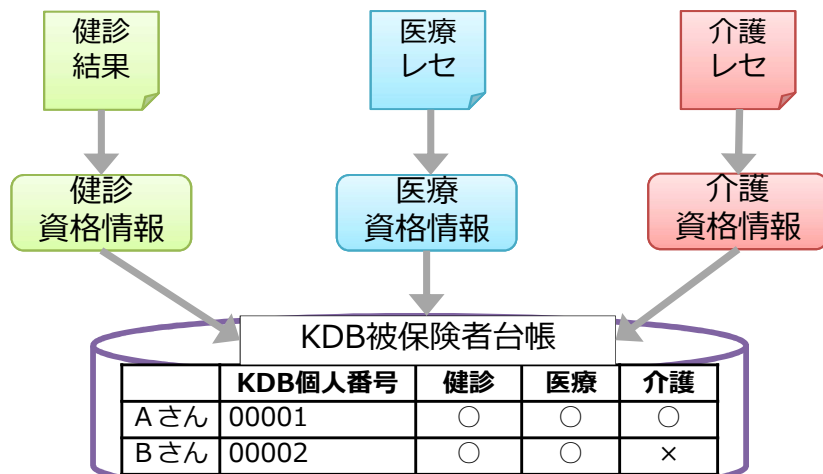 健診
結果
医療
レセ
介護
レセ
健診
資格情報
医療
資格情報
介護
資格情報
KDB被保険者台帳
KDB個人番号 健診 医療 介護
Aさん 00001 ○ ○ ○
Bさん 00002 ○ ○ ×